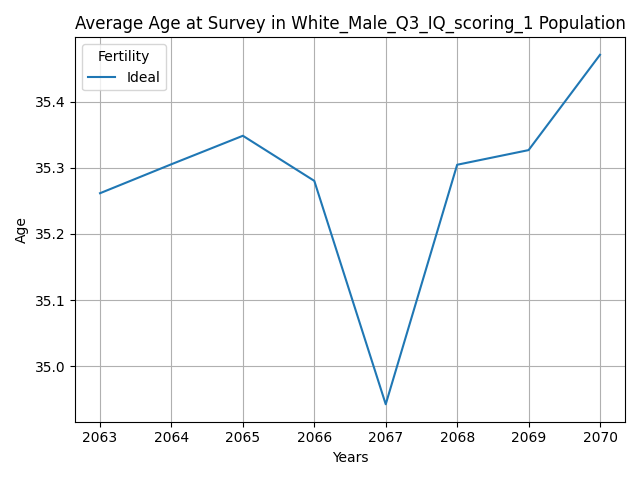 Average Age at Survey in White_Male_Q3_IQ_scoring_1 Population
Fertility
Ideal
35.4
35.3
35.2
35.1
35.0
Age
2063 2064 2065 2066 2067 2068 2069 2070
Years